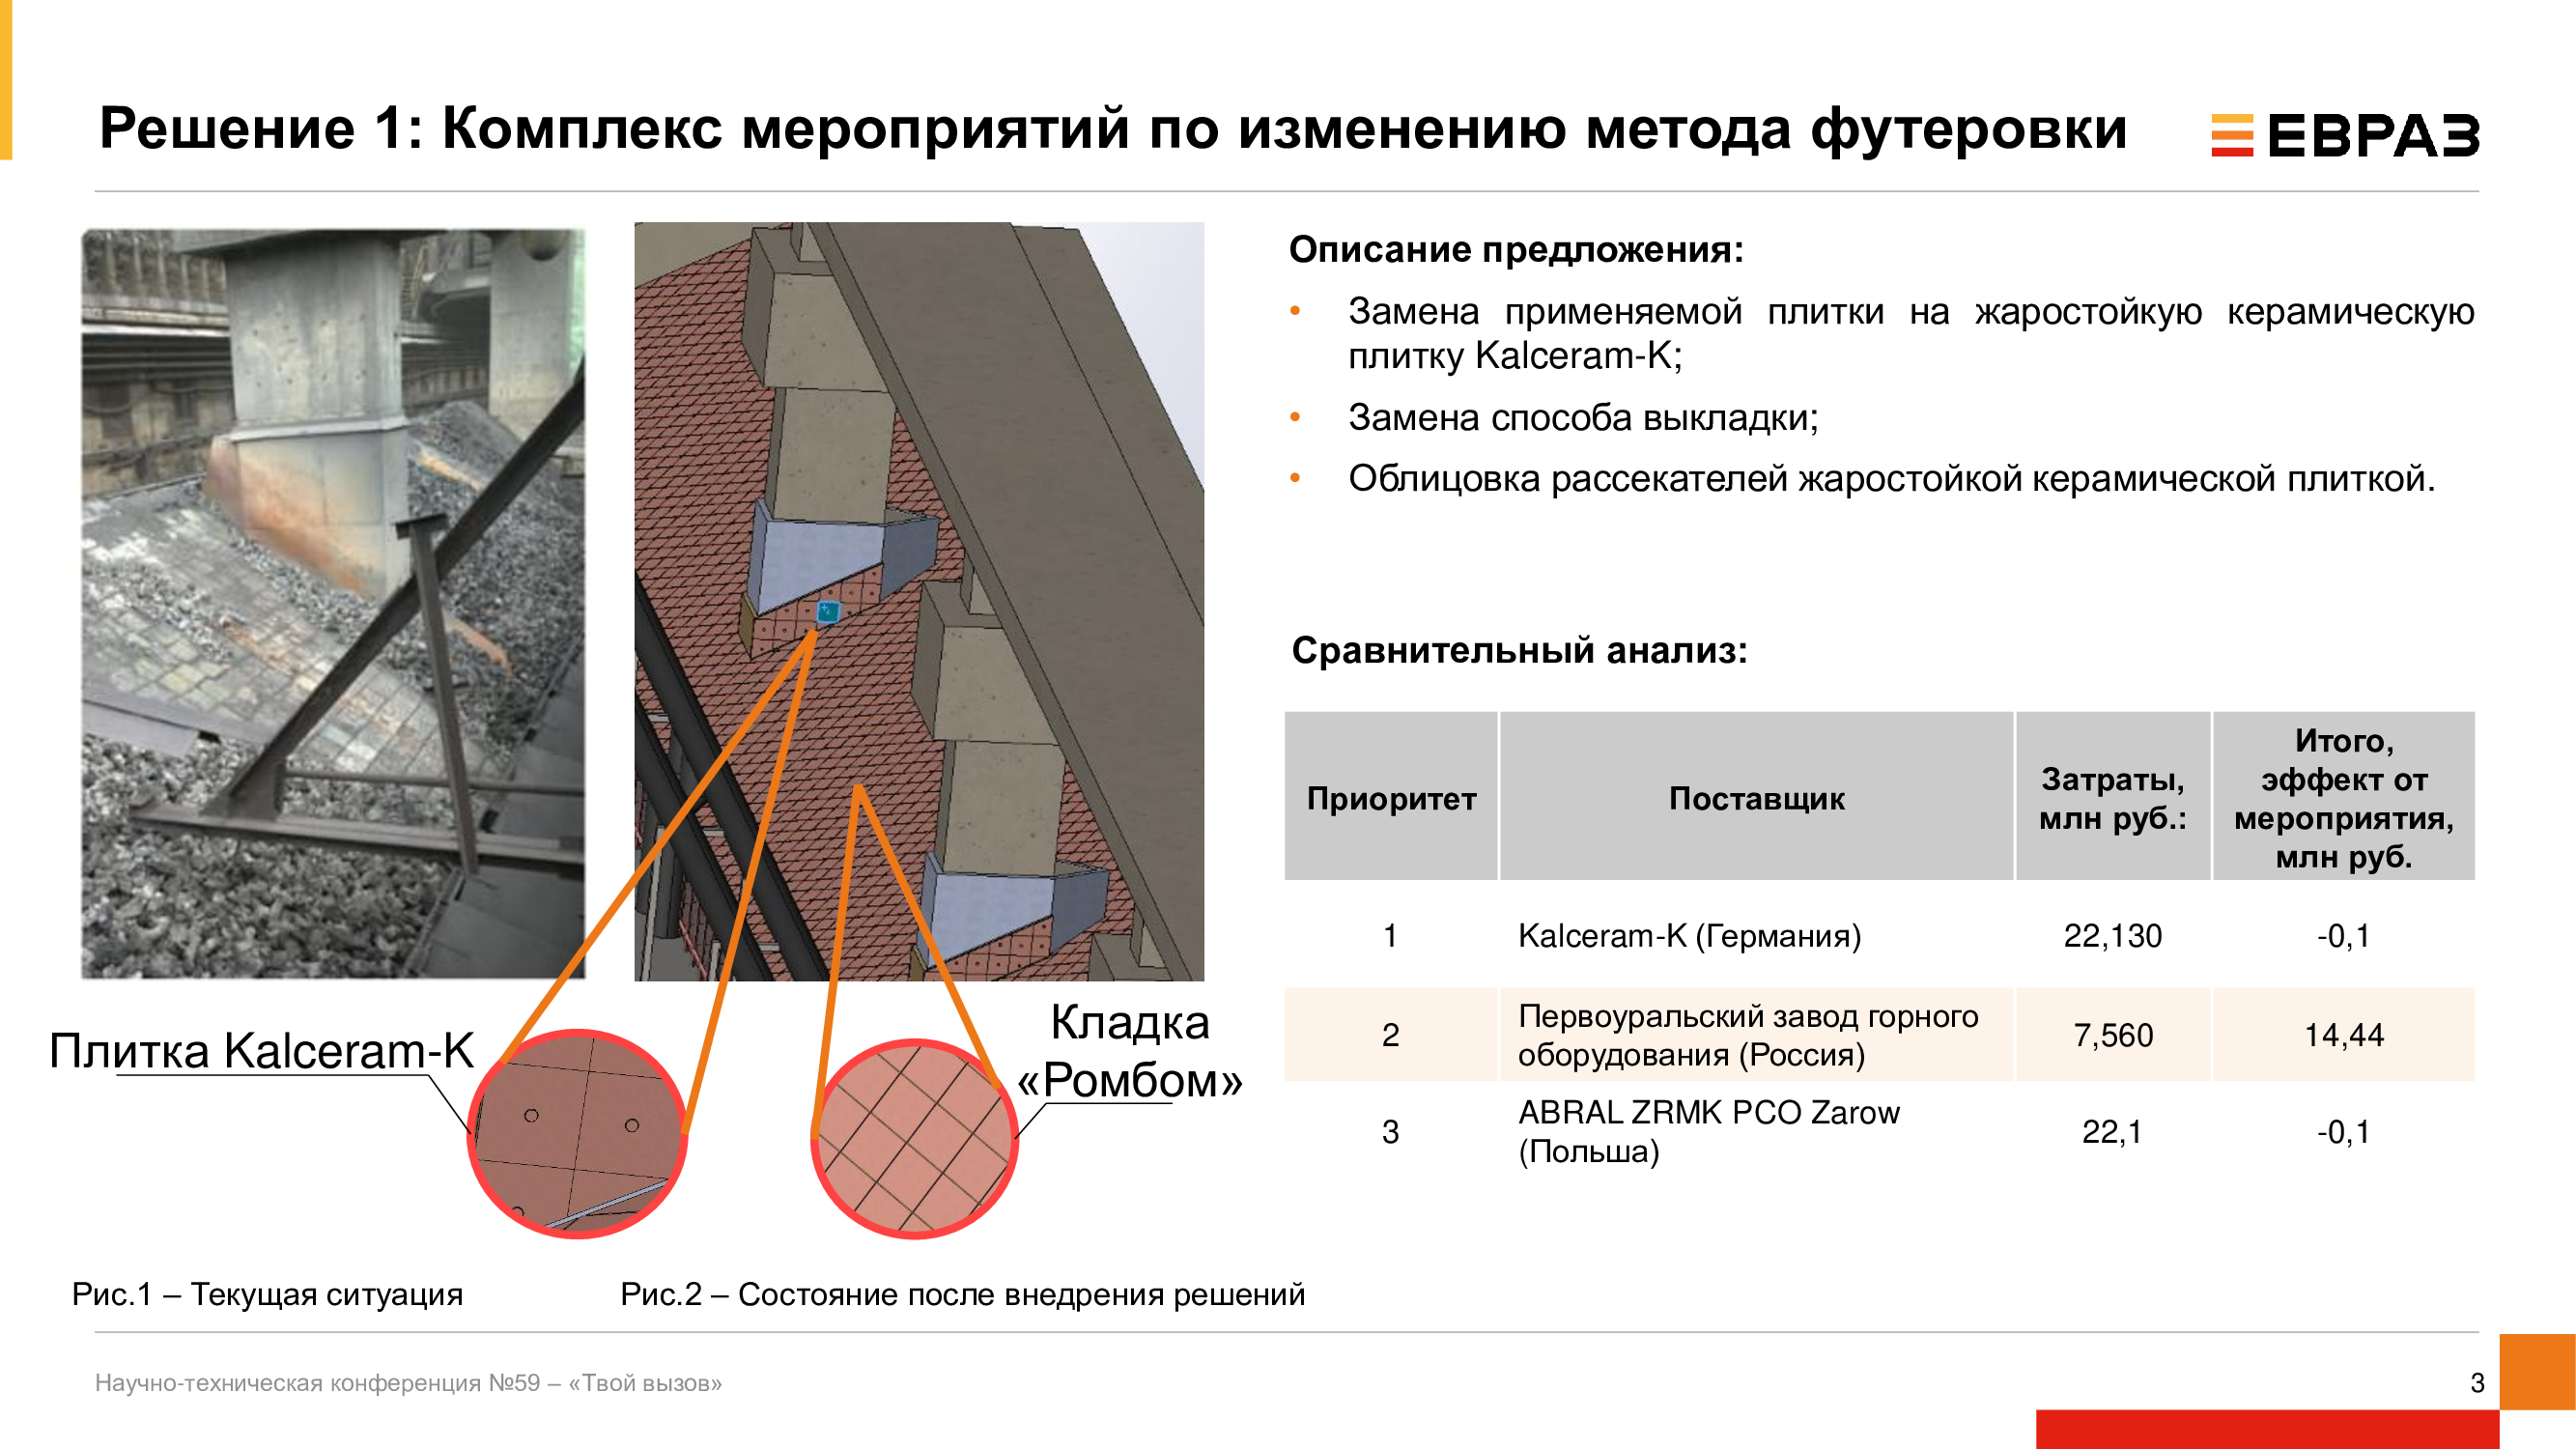 Решение 1: Комплекс мероприятий по изменению метода футеровки
ЕВРАЗ
Описание предложения:
• Замена применяемой плитки на жаростойкую керамическую
плитку Kalceram-K;
• Замена способа выкладки;
• Облицовка рассекателей жаростойкой керамической плиткой.
Сравнительный анализ:
Приоритет
Поставщик
Затраты,
млн руб.:
Итого,
эффект от
мероприятия,
млн руб.
1
Kalceram-K (Германия)
22,130
-0,1
2
Первоуральский завод горного
оборудования (Россия)
7,560
14,44
3
ABRAL ZRMK PCO Zarow
(Польша)
22,1
-0,1
Плитка Kalceram-K
Кладка
«Ромбом»
Рис.1 – Текущая ситуация
Рис.2 – Состояние после внедрения решений
Научно-техническая конференция №59 – «Твой вызов»
3